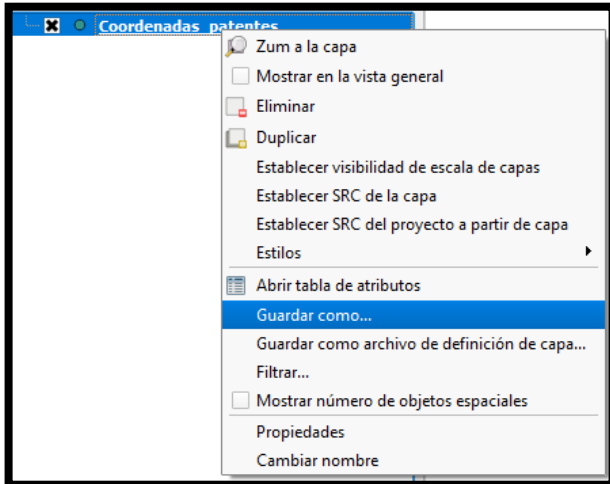 Coordenadas patentes
Zum a la capa
Mostrar en la vista general
Eliminar
Duplicar
Establecer visibilidad de escala de capas
Establecer SRC de la capa
Establecer SRC del proyecto a partir de capa
Estilos
Abrir tabla de atributos
Guardar como...
Guardar como archivo de definición de capa...
Filtrar...
Mostrar número de objetos espaciales
Propiedades
Cambiar nombre